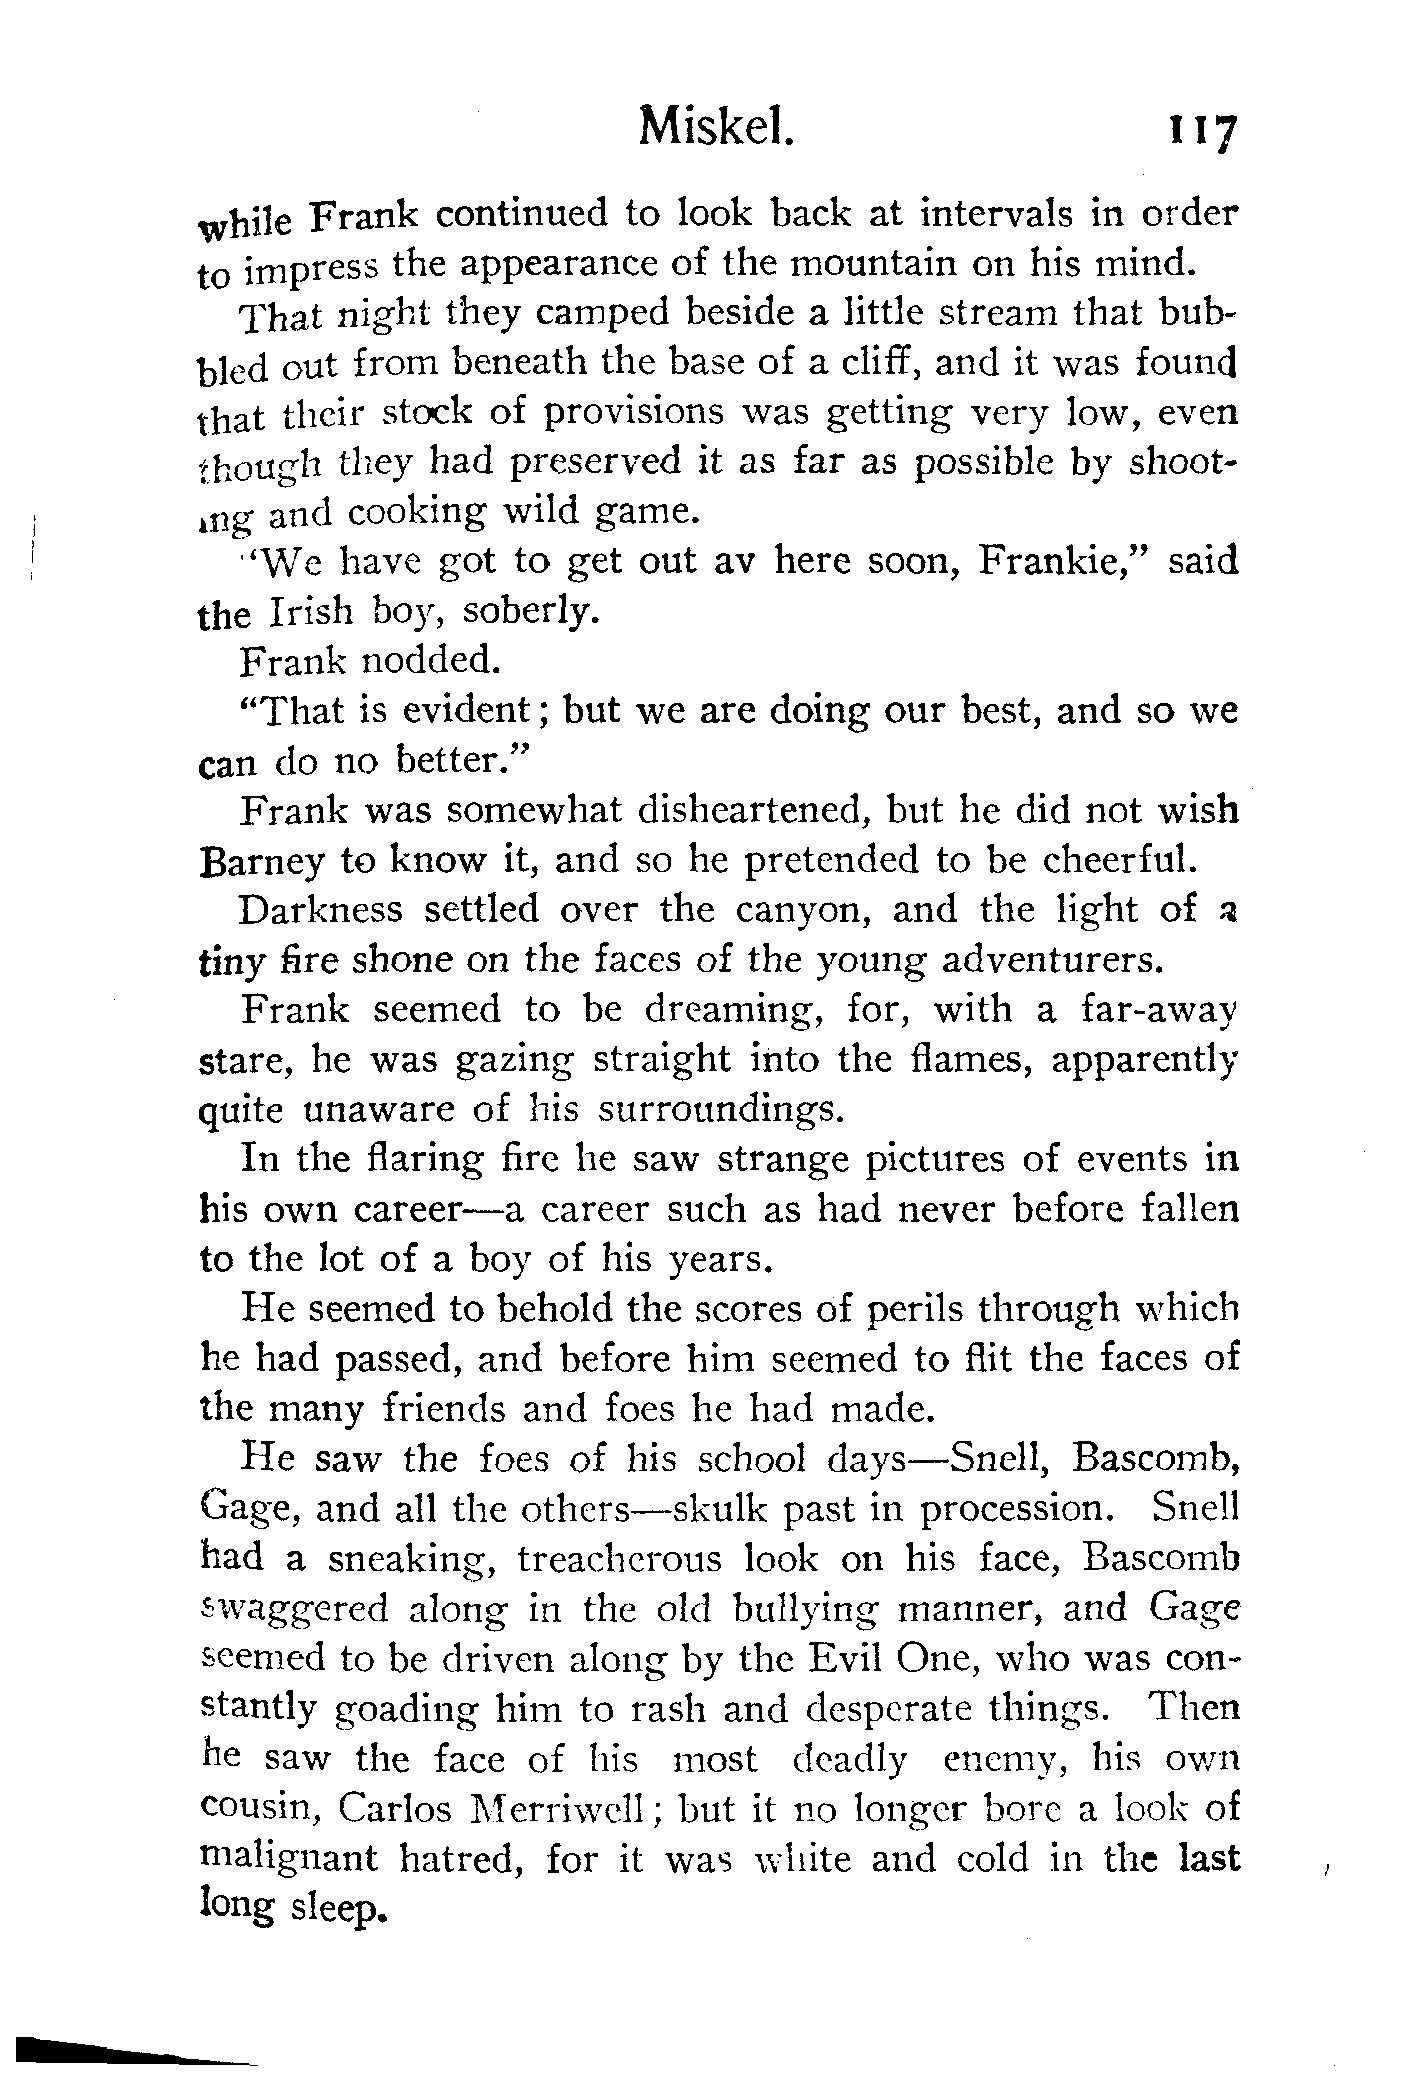 Miskel. 117
while Frank continued to look back at intervals in order
to impress the appearance of the mountain on his mind.
That night they camped beside a little stream that bub-
bled out from beneath the base of a cliff, and it was found
that their stock of provisions was getting very low, even
though they had preserved it as far as possible by shoot-
ing and cooking wild game.
"We have got to get out av here soon, Frankie," said
the Irish boy, soberly.
Frank nodded.
"That is evident; but we are doing our best, and so we
can do no better."
Frank was somewhat disheartened, but he did not wish
Barney to know it, and so he pretended to be cheerful.
Darkness settled over the canyon, and the light of a
tiny fire shone on the faces of the young adventurers.
Frank seemed to be dreaming, for, with a far-away
stare, he was gazing straight into the flames, apparently
quite unaware of his surroundings.
In the flaring fire he saw strange pictures of events in
his own career—a career such as had never before fallen
to the lot of a boy of his years.
He seemed to behold the scores of perils through which
he had passed, and before him seemed to flit the faces of
the many friends and foes he had made.
He saw the foes of his school days—Snell, Bascomb,
Gage, and all the others—skulk past in procession. Snell
had a sneaking, treacherous look on his face, Bascomb
swaggered along in the old bullying manner, and Gage
seemed to be driven along by the Evil One, who was con-
stantly goading him to rash and desperate things. Then
he saw the face of his most deadly enemy, his own
cousin, Carlos Merriwell; but it no longer bore a look of
malignant hatred, for it was white and cold in the last
long sleep.